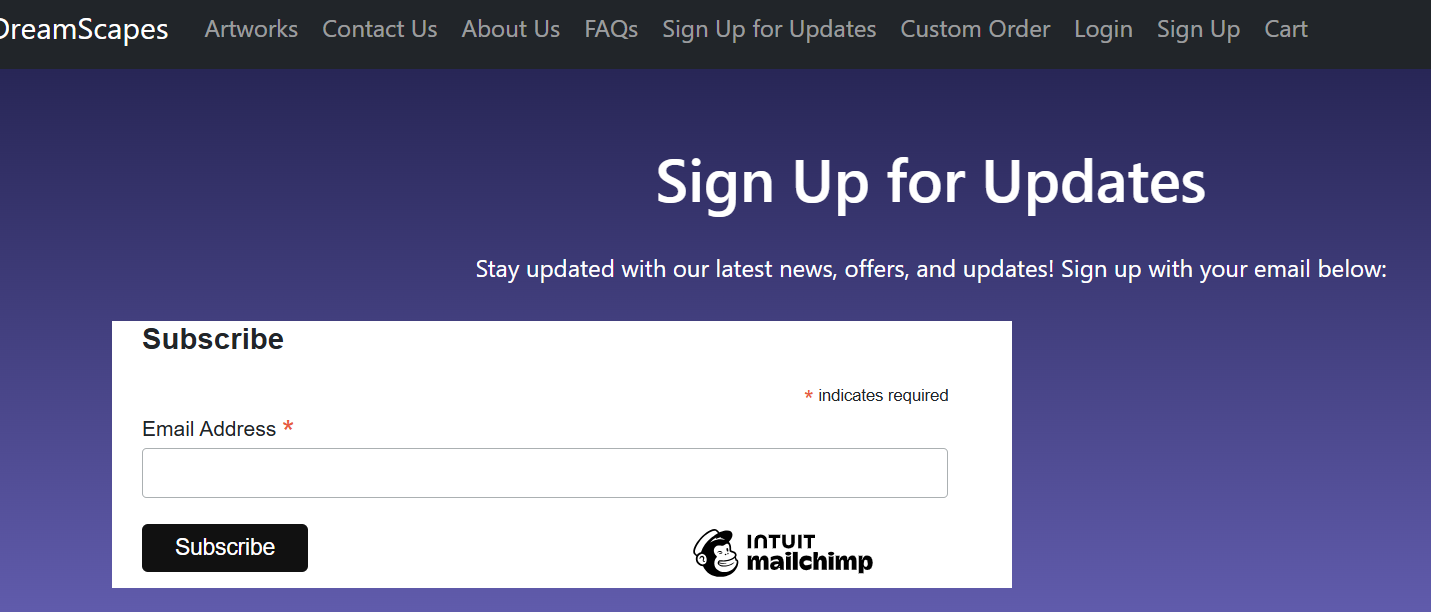 DreamScapes Artworks Contact Us About Us FAQs Sign Up for Updates Custom Order Login Sign Up Cart
Sign Up for Updates
Stay updated with our latest news, offers, and updates! Sign up with your email below:
Subscribe
* indicates required
Email Address *
Subscribe
INTUIT
mailchimp